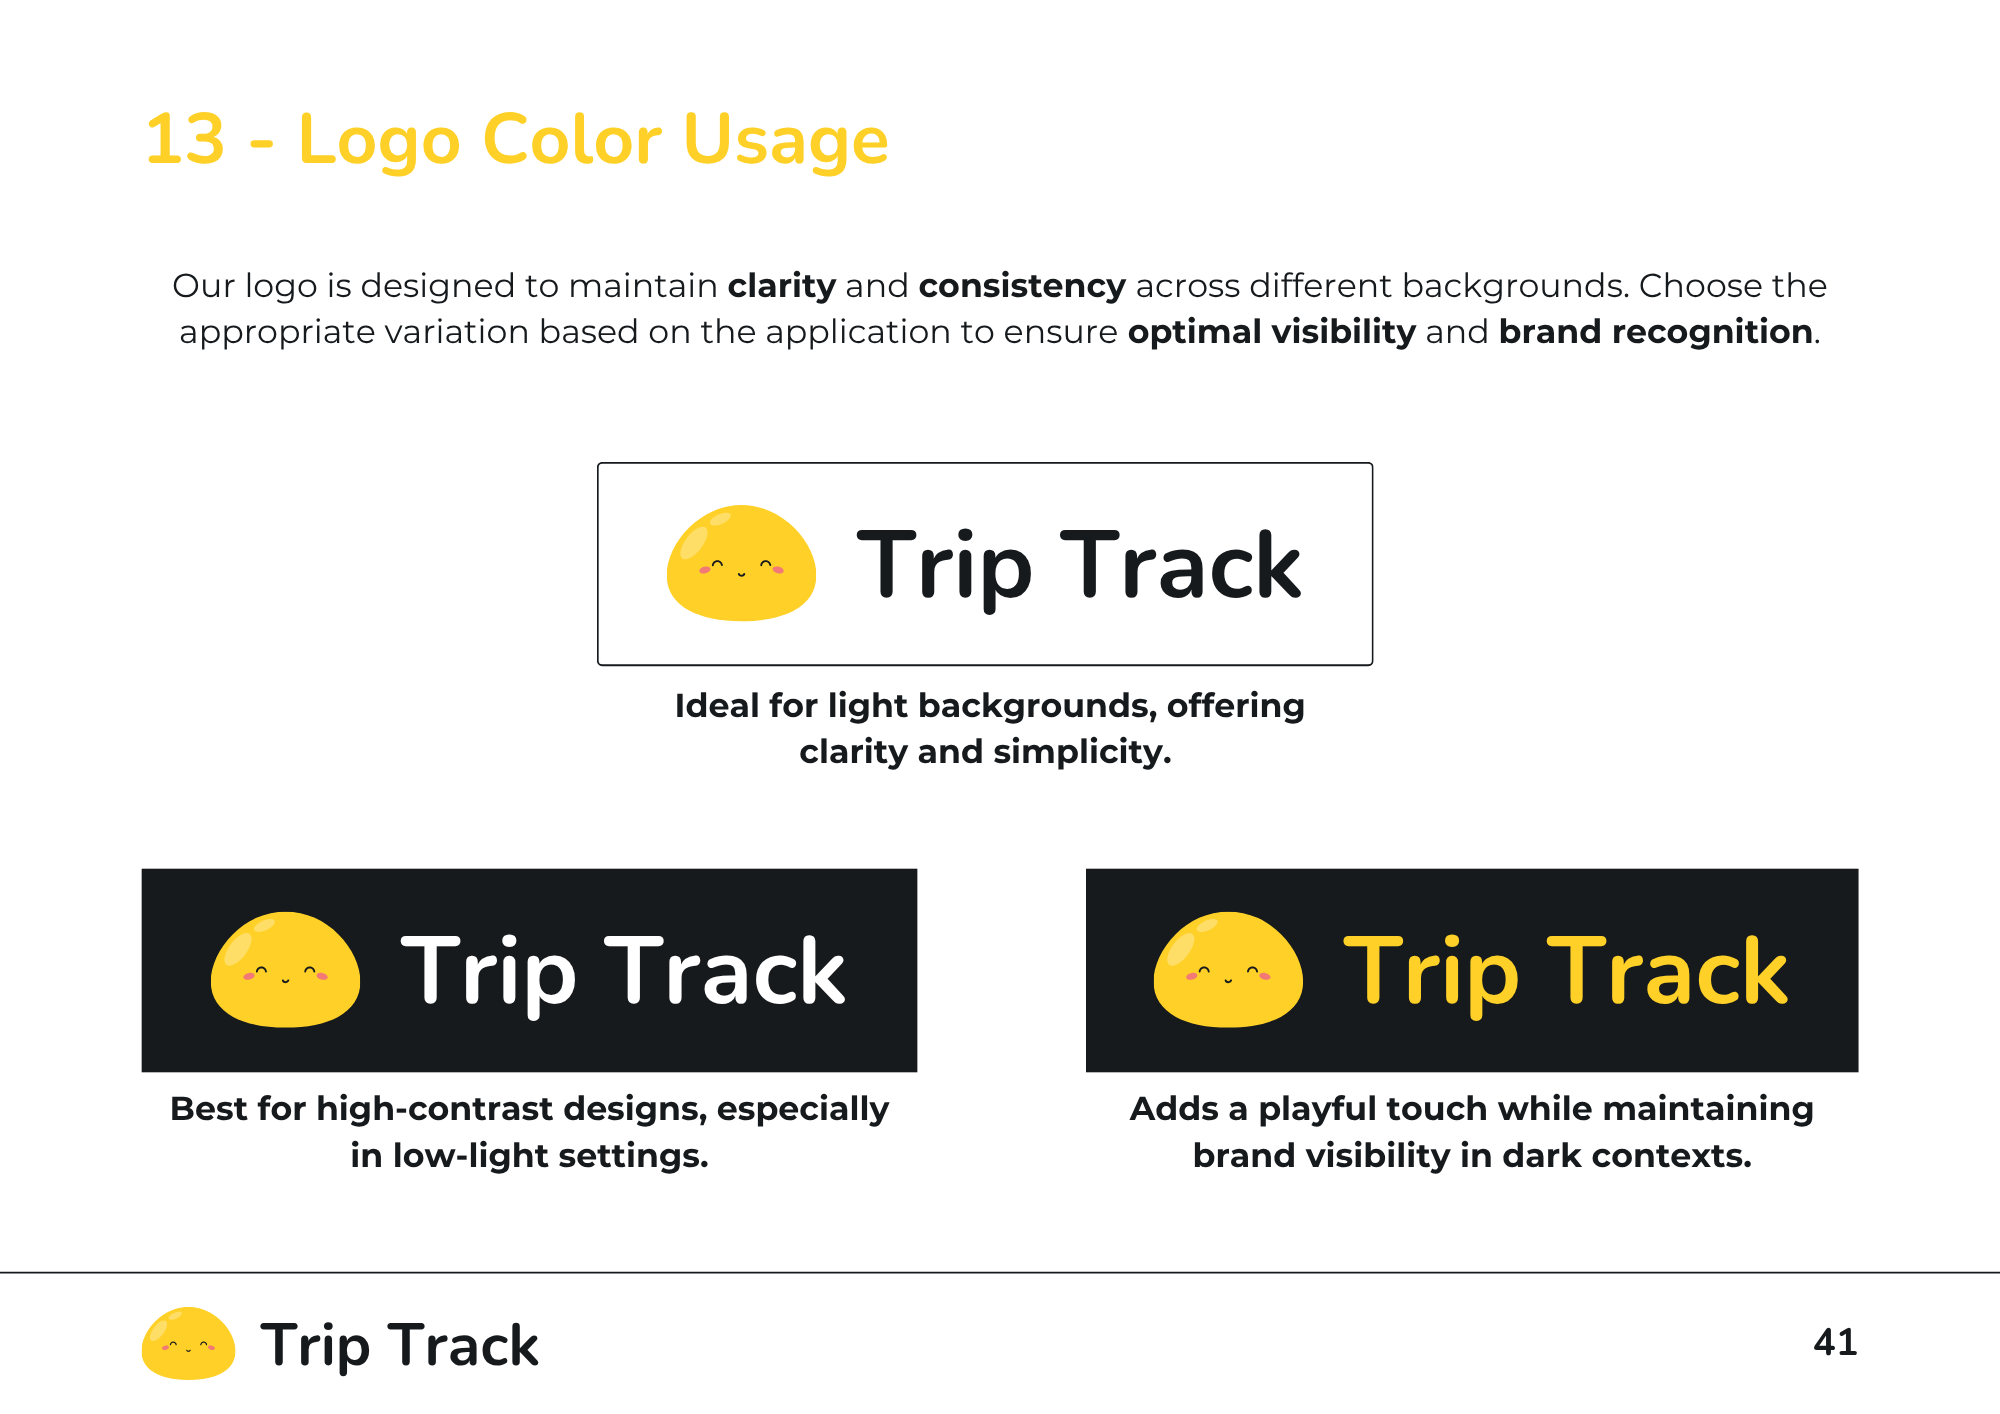 13 - Logo Color Usage
Our logo is designed to maintain clarity and consistency across different backgrounds. Choose the
appropriate variation based on the application to ensure optimal visibility and brand recognition.
Trip Track
Ideal for light backgrounds, offering
clarity and simplicity.
Trip Track
Best for high-contrast designs, especially
in low-light settings.
Trip Track
Adds a playful touch while maintaining
brand visibility in dark contexts.
Trip Track
41